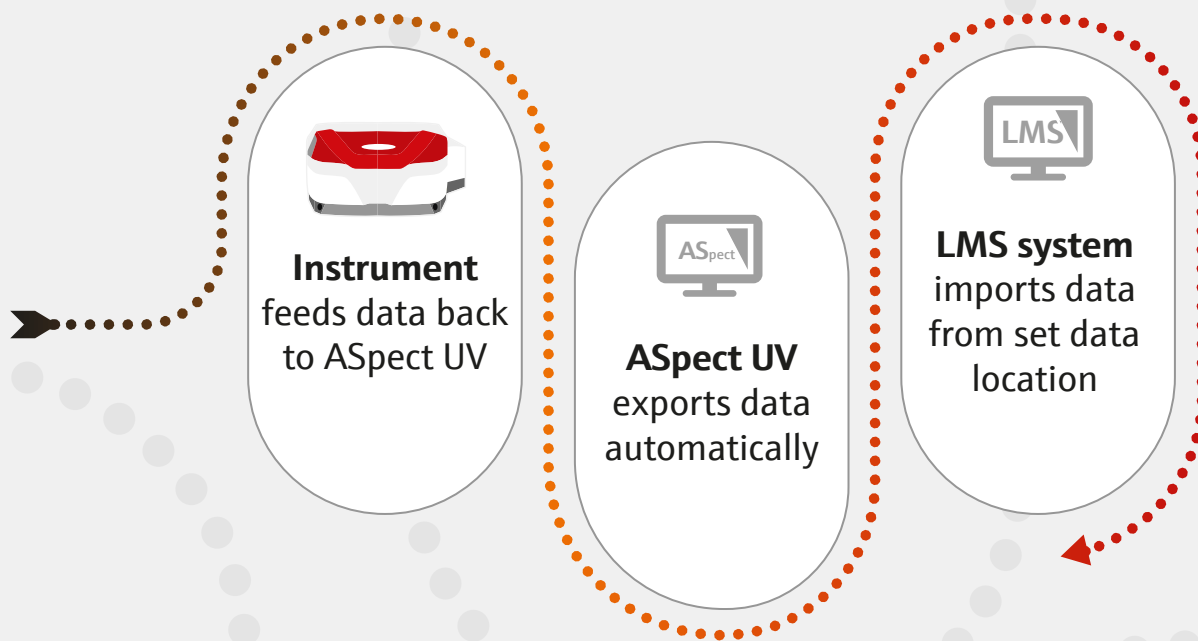 Instrument
feeds data back
to ASpect UV
ASpect
ASpect UV
exports data
automatically
LMS
LMS system
imports data
from set data
location